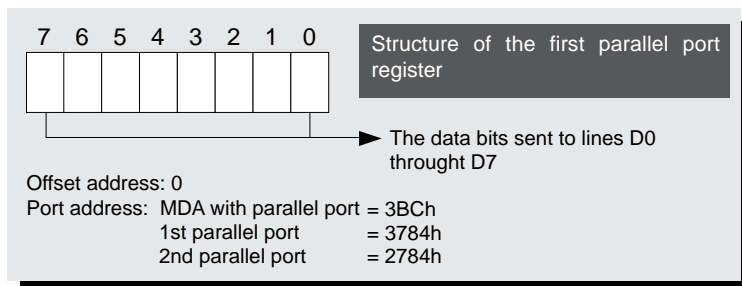 7 6 5 4 3 2 1 0
Structure of the first parallel port
register
The data bits sent to lines D0
throught D7
Offset address: 0
Port address: MDA with parallel port = 3BCh
1st parallel port = 3784h
2nd parallel port = 2784h